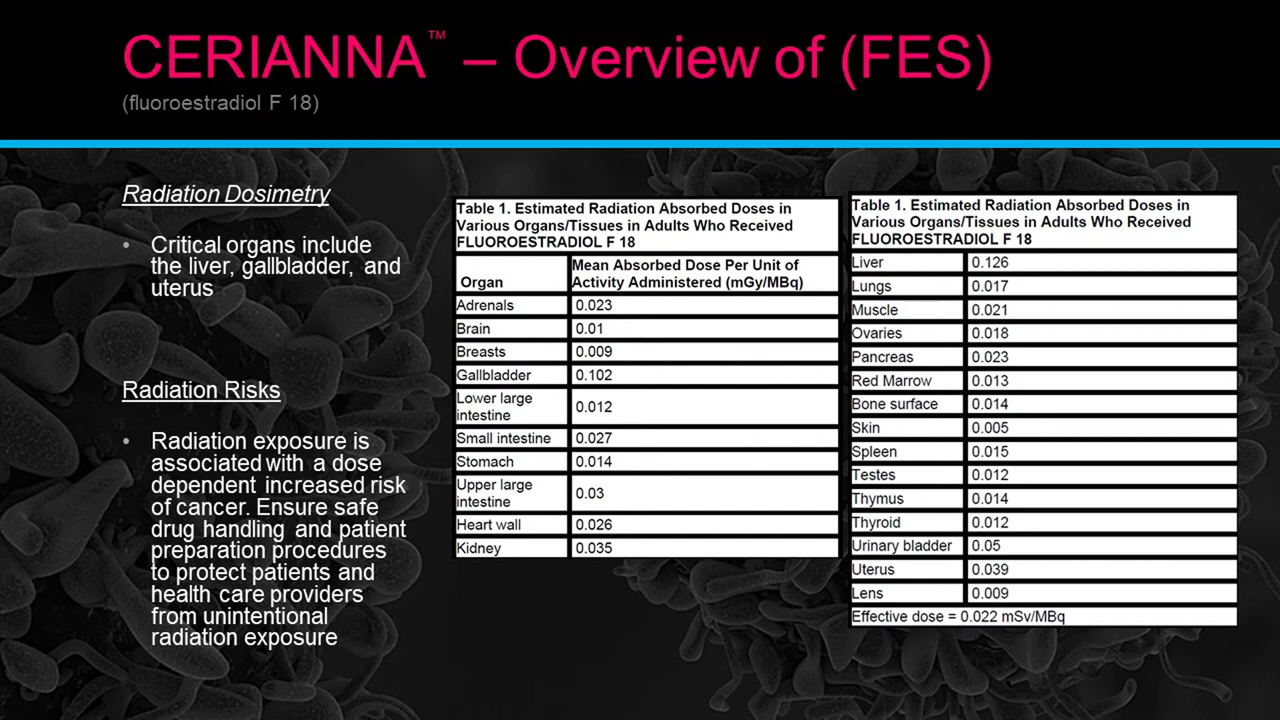 CERIANNA™ – Overview of (FES)
(fluoroestradiol F 18)
Radiation Dosimetry
• Critical organs include
the liver, gallbladder, and
uterus
Radiation Risks
• Radiation exposure is
associated with a dose
dependent increased risk
of cancer. Ensure safe
drug handling and patient
preparation procedures
to protect patients and
health care providers
from unintentional
radiation exposure
Table 1. Estimated Radiation Absorbed Doses in
Various Organs/Tissues in Adults Who Received
FLUOROESTRADIOL F 18
Organ Mean Absorbed Dose Per Unit of
Activity Administered (mGy/MBq)
Adrenals 0.023
Brain 0.01
Breasts 0.009
Gallbladder 0.102
Lower large
intestine 0.012
Small intestine 0.027
Stomach 0.014
Upper large
intestine 0.03
Heart wall 0.026
Kidney 0.035
Table 1. Estimated Radiation Absorbed Doses in
Various Organs/Tissues in Adults Who Received
FLUOROESTRADIOL F 18
Liver 0.126
Lungs 0.017
Muscle 0.021
Ovaries 0.018
Pancreas 0.023
Red Marrow 0.013
Bone surface 0.014
Skin 0.005
Spleen 0.015
Testes 0.012
Thymus 0.014
Thyroid 0.012
Urinary bladder 0.05
Uterus 0.039
Lens 0.009
Effective dose = 0.022 mSv/MBq